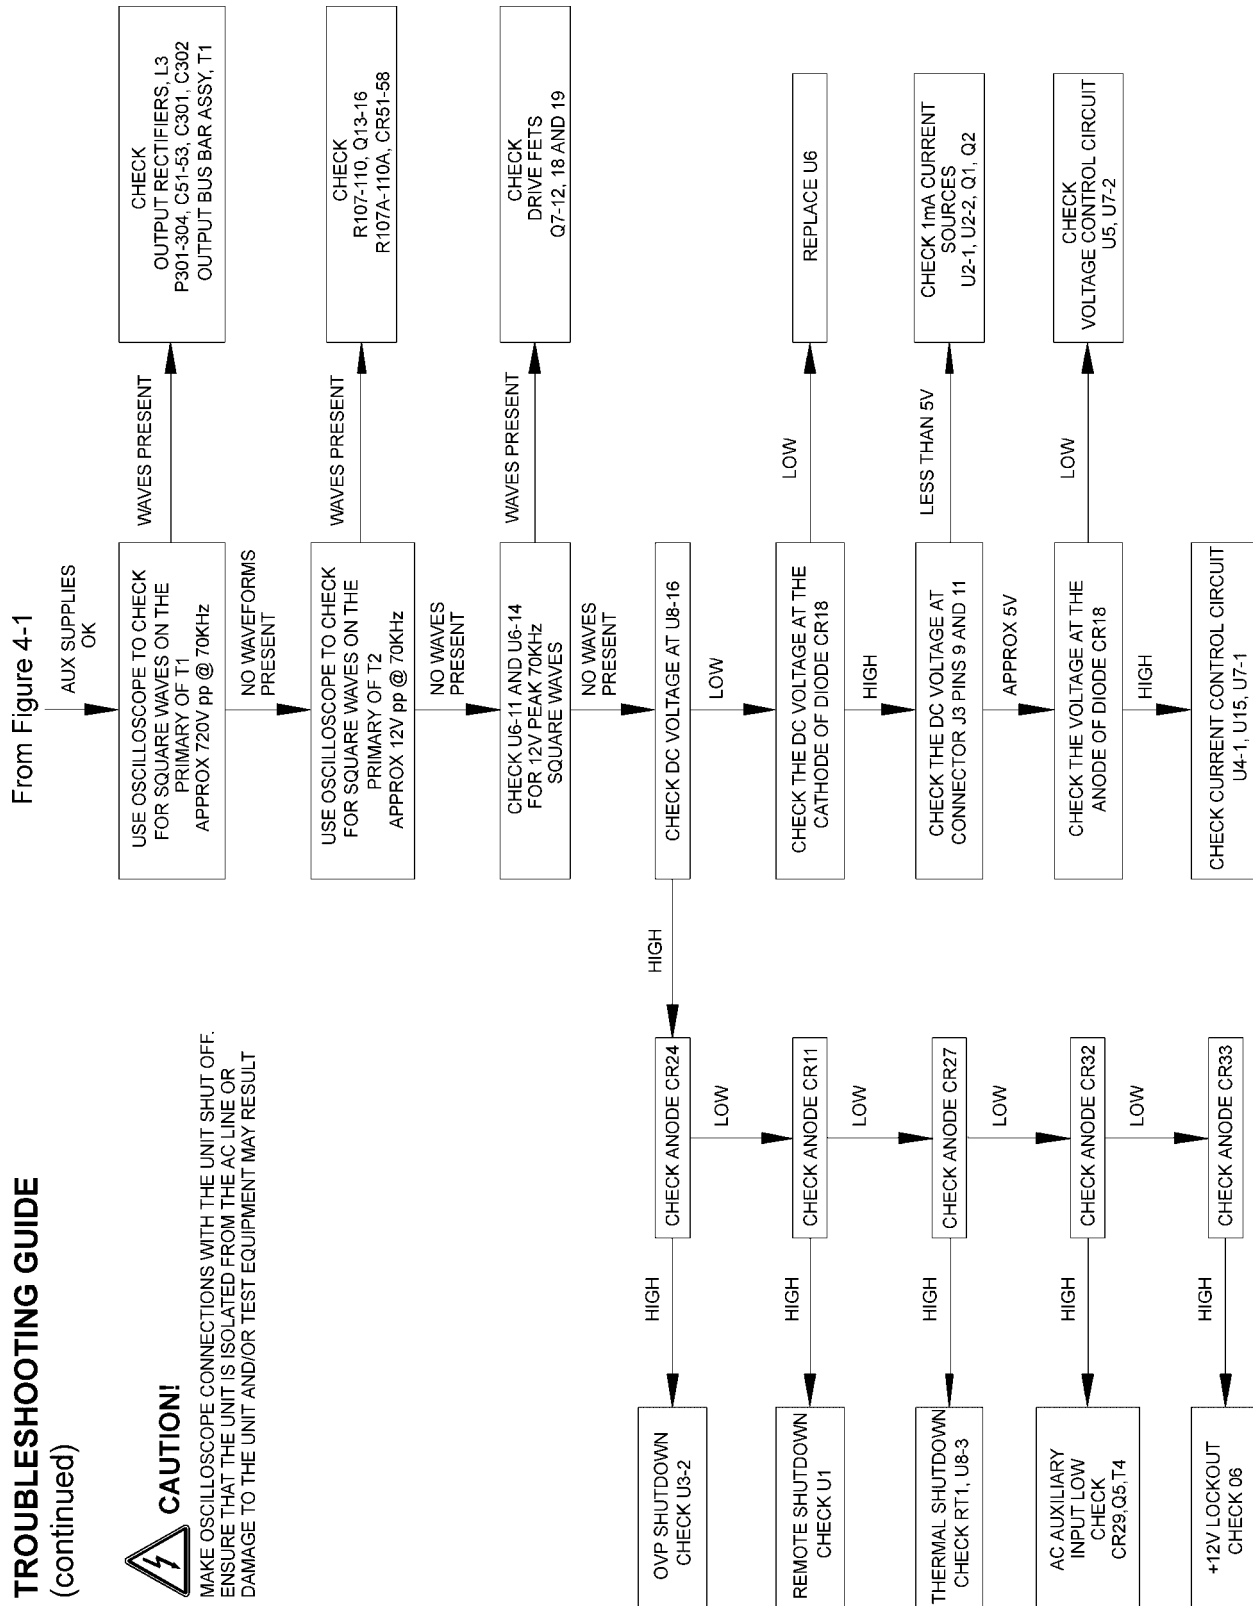 TROUBLESHOOTING GUIDE
(continued)
CAUTION!
MAKE OSCILLOSCOPE CONNECTIONS WITH THE UNIT SHUT OFF.
ENSURE THAT THE UNIT IS ISOLATED FROM THE AC LINE OR
DAMAGE TO THE UNIT AND/OR TEST EQUIPMENT MAY RESULT
From Figure 4-1
AUX SUPPLIES
OK
USE OSCILLOSCOPE TO CHECK
FOR SQUARE WAVES ON THE
PRIMARY OF T1
APPROX 720V pp @ 70KHz
WAVES PRESENT
CHECK
OUTPUT RECTIFIERS, L3
P301-304, C51-53, C301, C302
OUTPUT BUS BAR ASSY, T1
NO WAVEFORMS
PRESENT
USE OSCILLOSCOPE TO CHECK
FOR SQUARE WAVES ON THE
PRIMARY OF T2
APPROX 12V pp @ 70KHz
WAVES PRESENT
CHECK
R107-110, Q13-16
R107A-110A, CR51-58
NO WAVES
PRESENT
CHECK U6-11 AND U6-14
FOR 12V PEAK 70KHz
SQUARE WAVES
WAVES PRESENT
CHECK
DRIVE FETS
Q7-12, 18 AND 19
NO WAVES
PRESENT
CHECK DC VOLTAGE AT U8-16
HIGH
LOW
CHECK THE DC VOLTAGE AT THE
CATHODE OF DIODE CR18
LOW
REPLACE U6
HIGH
CHECK THE DC VOLTAGE AT
CONNECTOR J3 PINS 9 AND 11
LESS THAN 5V
CHECK 1mA CURRENT
SOURCES
U2-1, U2-2, Q1, Q2
APPROX 5V
CHECK THE VOLTAGE AT THE
ANODE OF DIODE CR18
LOW
CHECK
VOLTAGE CONTROL CIRCUIT
U5, U7-2
HIGH
CHECK CURRENT CONTROL CIRCUIT
U4-1, U15, U7-1
CHECK ANODE CR24
HIGH
OVP SHUTDOWN
CHECK U3-2
LOW
CHECK ANODE CR11
HIGH
REMOTE SHUTDOWN
CHECK U1
LOW
CHECK ANODE CR27
HIGH
THERMAL SHUTDOWN
CHECK RT1, U8-3
LOW
CHECK ANODE CR32
HIGH
AC AUXILIARY
INPUT LOW
CHECK
CR29,Q5,T4
LOW
CHECK ANODE CR33
HIGH
+12V LOCKOUT
CHECK 06